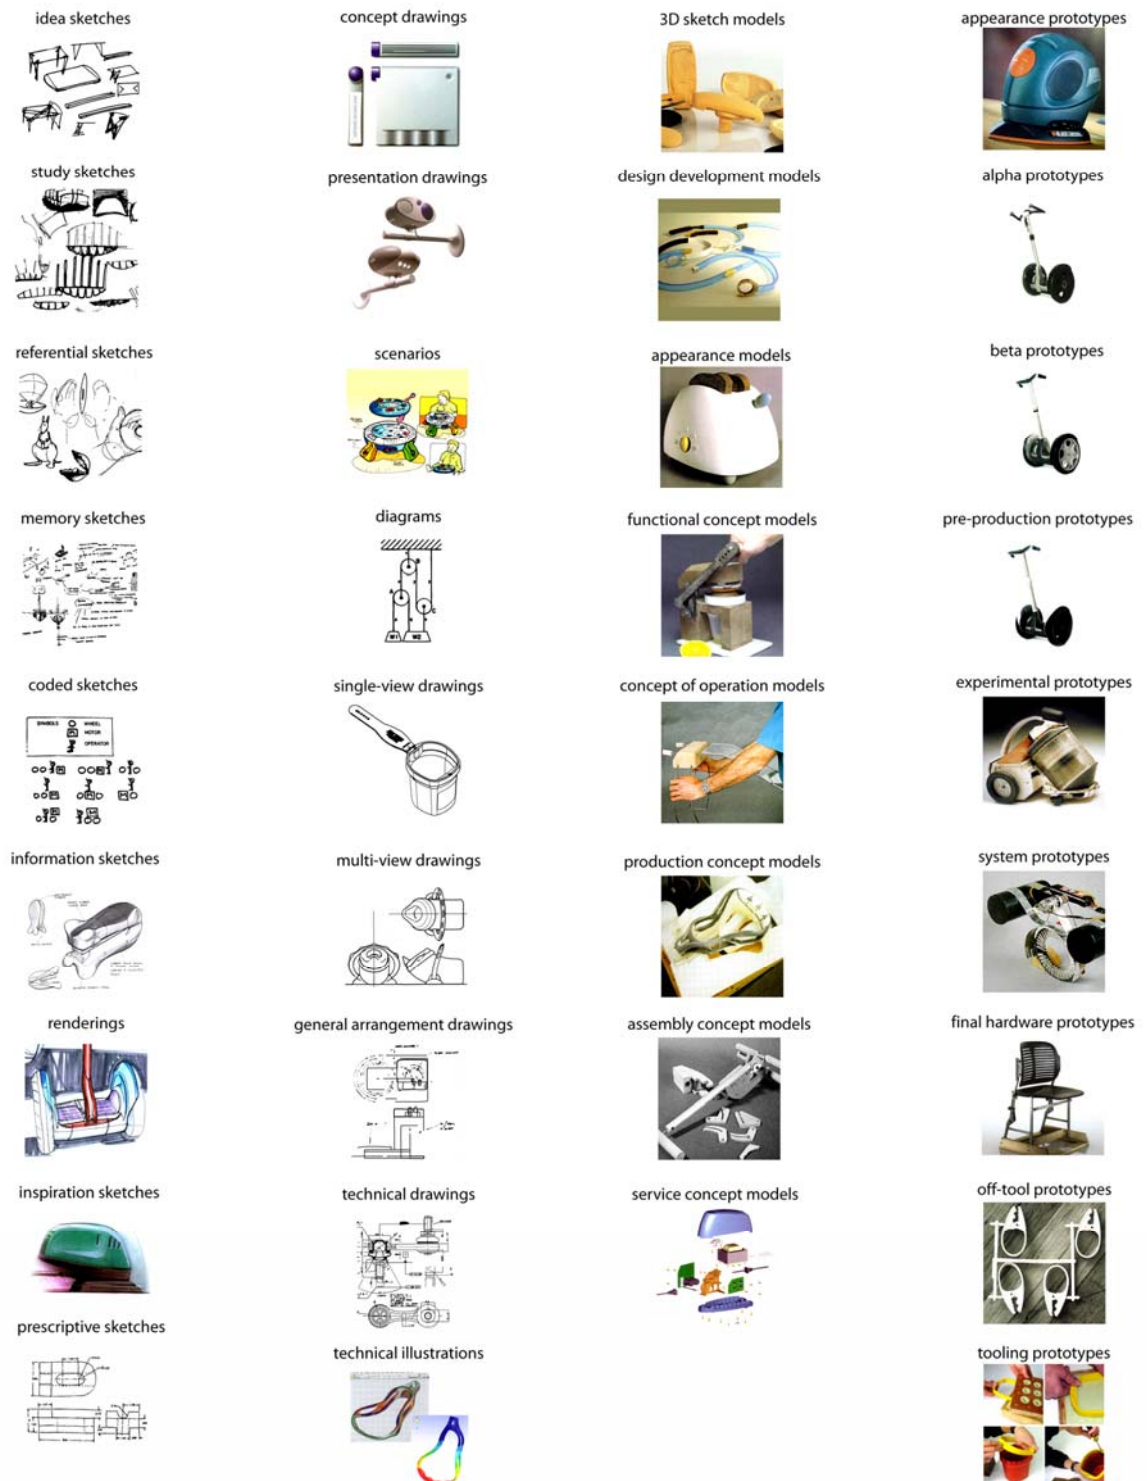 idea sketches
concept drawings
3D sketch models
appearance prototypes
study sketches
presentation drawings
design development models
alpha prototypes
referential sketches
scenarios
appearance models
beta prototypes
memory sketches
diagrams
functional concept models
pre-production prototypes
A
C
W1 W2
coded sketches
single-view drawings
concept of operation models
experimental prototypes
SYMBOLS WHEEL
MOTOR
OPERATOR
information sketches
multi-view drawings
production concept models
system prototypes
renderings
general arrangement drawings
assembly concept models
final hardware prototypes
inspiration sketches
technical drawings
service concept models
off-tool prototypes
prescriptive sketches
technical illustrations
tooling prototypes